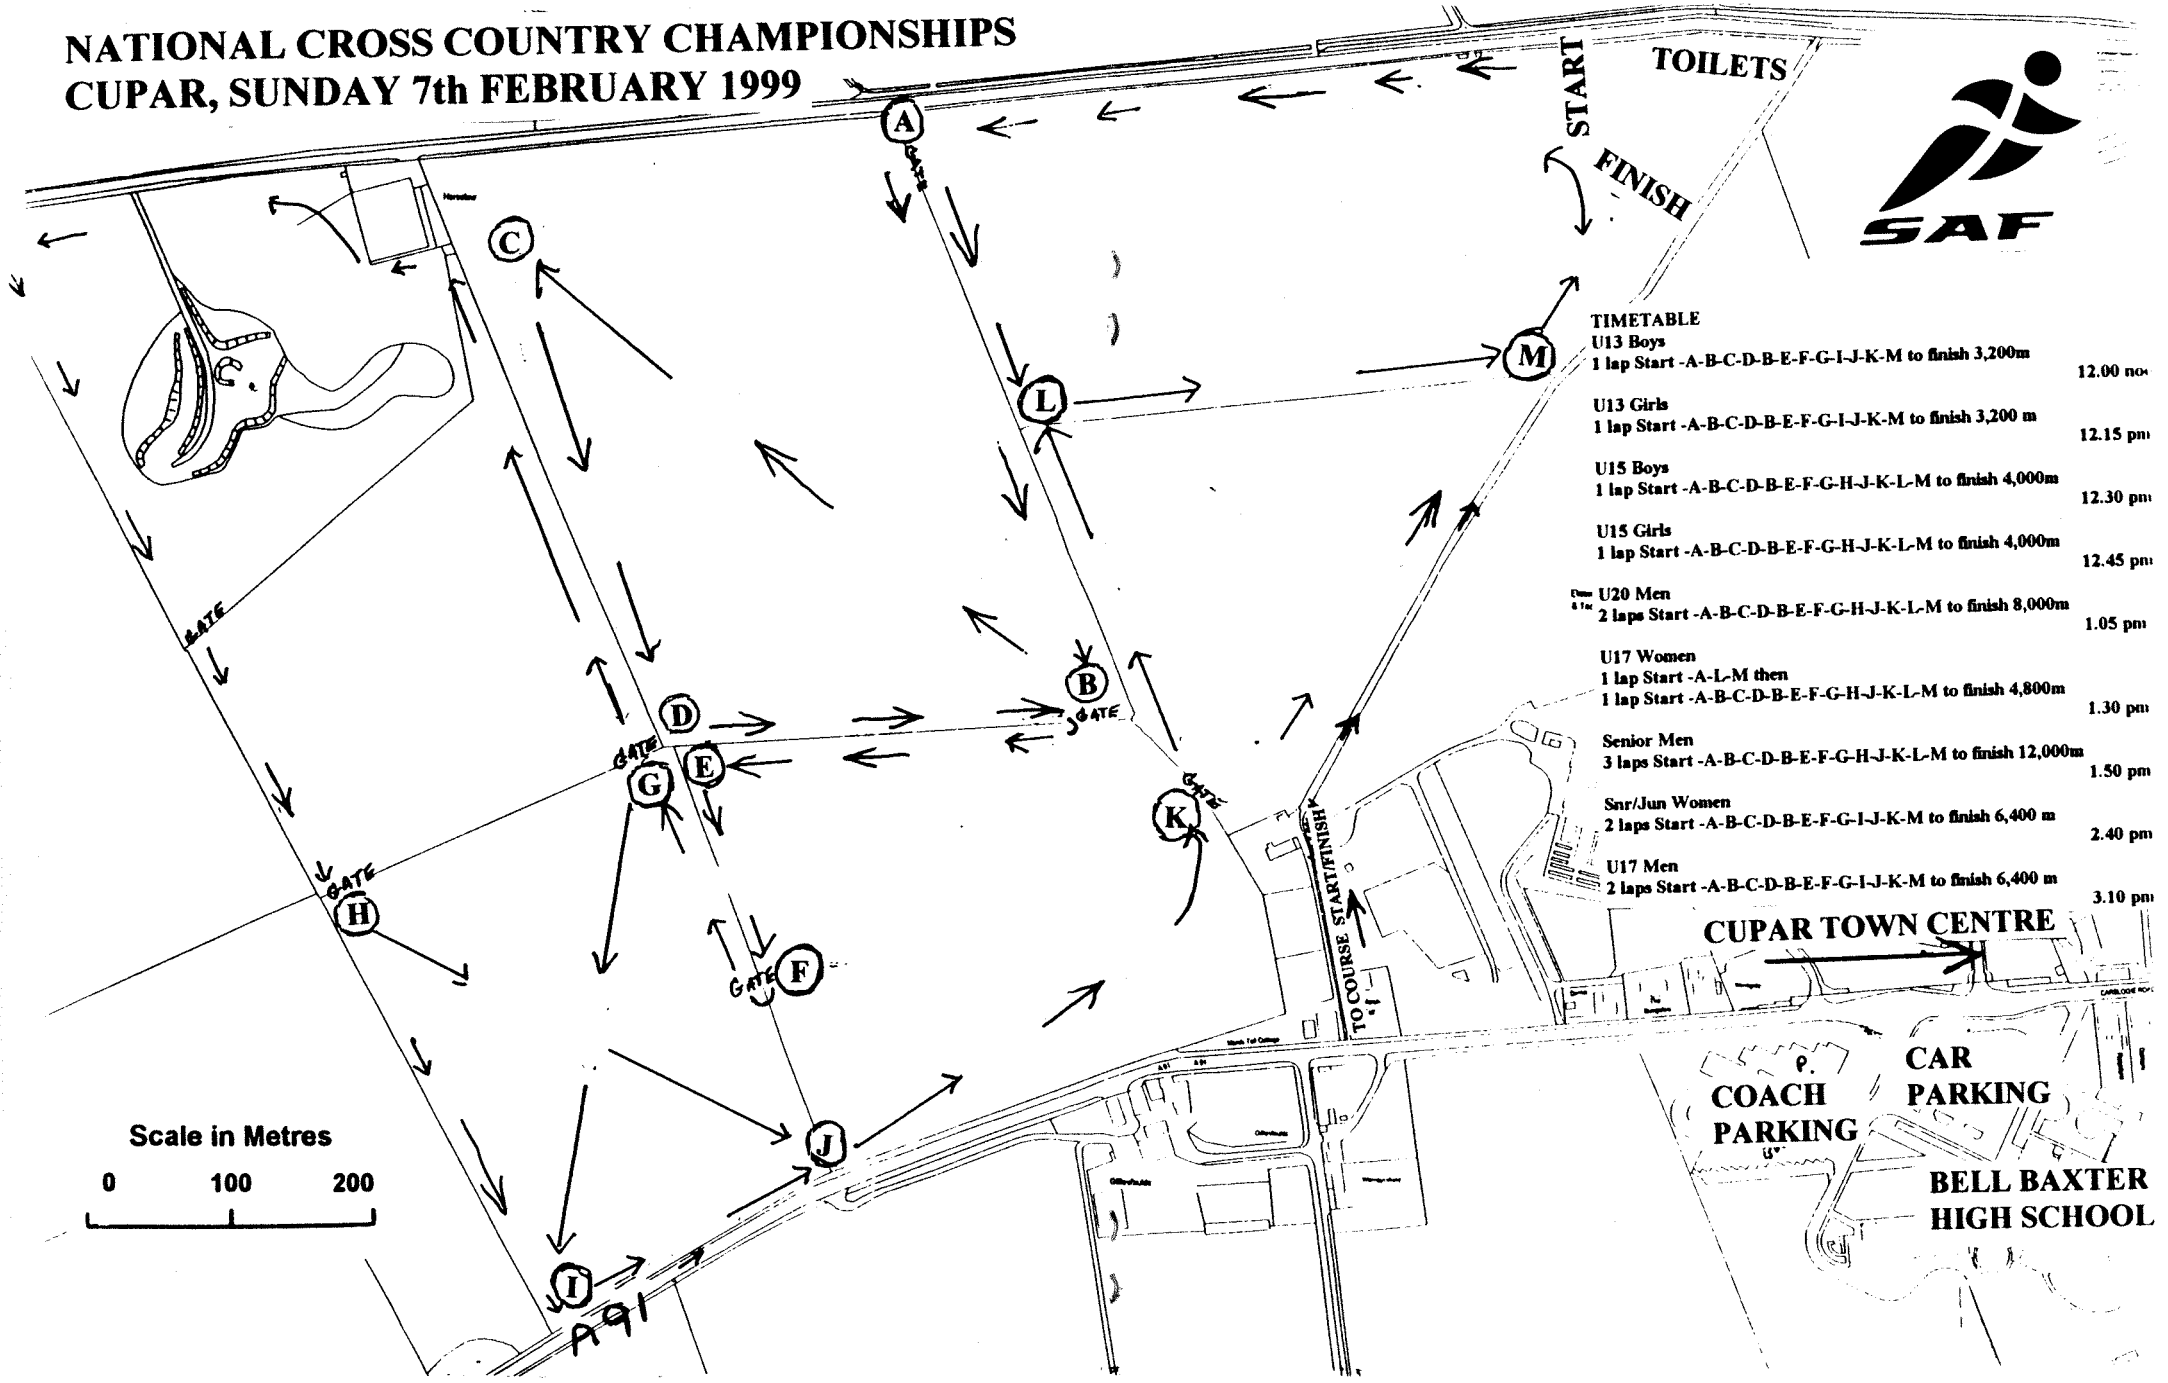 NATIONAL CROSS COUNTRY CHAMPIONSHIPS
CUPAR, SUNDAY 7th FEBRUARY 1999
START
TOILETS
FINISH
SAF
A
GATE
C
L
M
TIMETABLE
U13 Boys
1 lap Start -A-B-C-D-B-E-F-G-I-J-K-M to finish 3,200m
12.00
U13 Girls
1 lap Start -A-B-C-D-B-E-F-G-I-J-K-M to finish 3,200 m
12.15 pm
U15 Boys
1 lap Start -A-B-C-D-B-E-F-G-H-J-K-L-M to finish 4,000m
12.30 pm
U15 Girls
1 lap Start -A-B-C-D-B-E-F-G-H-J-K-L-M to finish 4,000m
12.45 pm
U20 Men
2 laps Start -A-B-C-D-B-E-F-G-H-J-K-L-M to finish 8,000m
1.05 pm
U17 Women
1 lap Start -A-L-M then
1 lap Start -A-B-C-D-B-E-F-G-H-J-K-L-M to finish 4,800m
1.30 pm
Senior Men
3 laps Start -A-B-C-D-B-E-F-G-H-J-K-L-M to finish 12,000m
1.50 pm
Snr/Jun Women
2 laps Start -A-B-C-D-B-E-F-G-I-J-K-M to finish 6,400 m
2.40 pm
U17 Men
2 laps Start -A-B-C-D-B-E-F-G-I-J-K-M to finish 6,400 m
3.10 pm
GATE
B
GATE
D
GATE
E
G
GATE
K
GATE
H
F
GATE
TO COURSE START/FINISH
CUPAR TOWN CENTRE
A 91
A 91
J
I
A91
P.
COACH
PARKING
CAR
PARKING
BELL BAXTER
HIGH SCHOOL
Scale in Metres
0 100 200